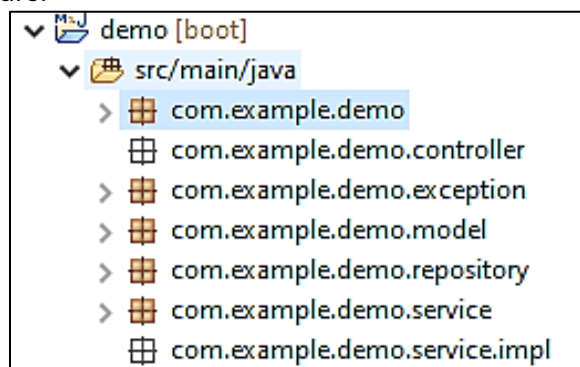 demo [boot]
src/main/java
com.example.demo
com.example.demo.controller
com.example.demo.exception
com.example.demo.model
com.example.demo.repository
com.example.demo.service
com.example.demo.service.impl